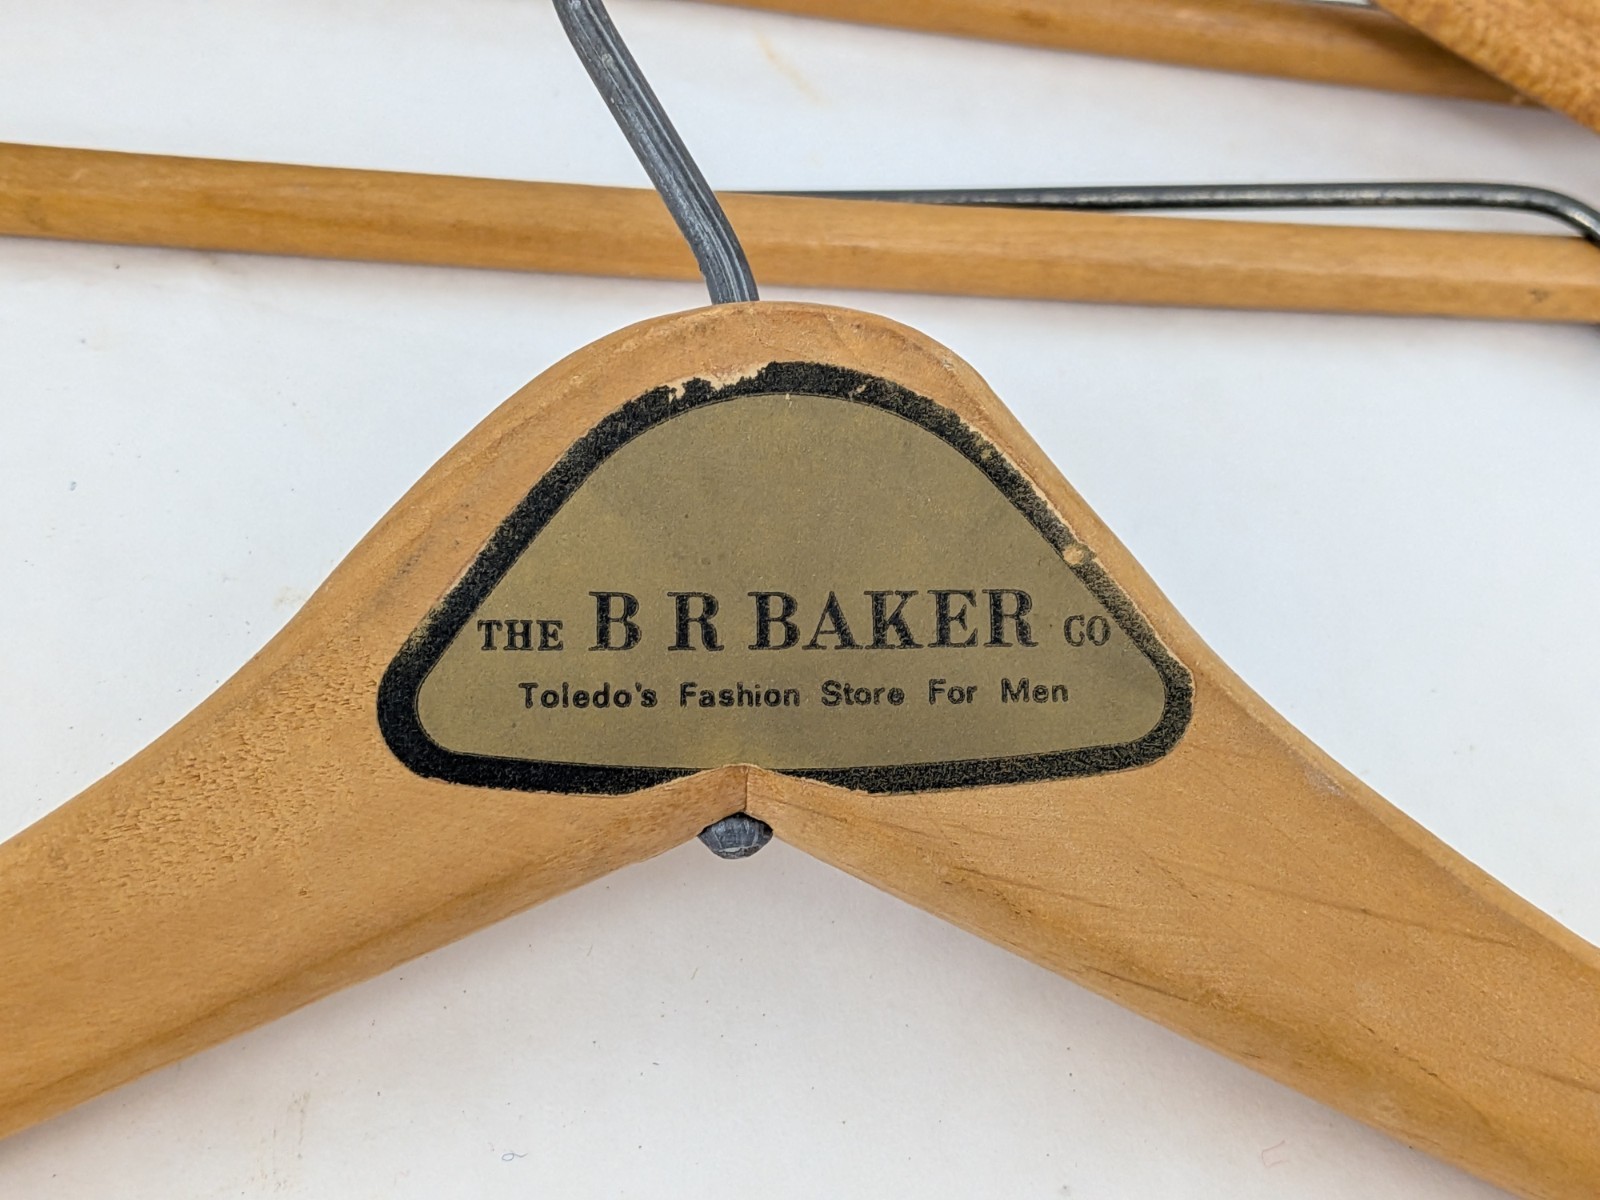 THE B R BAKER CO
Toledo's Fashion Store For Men